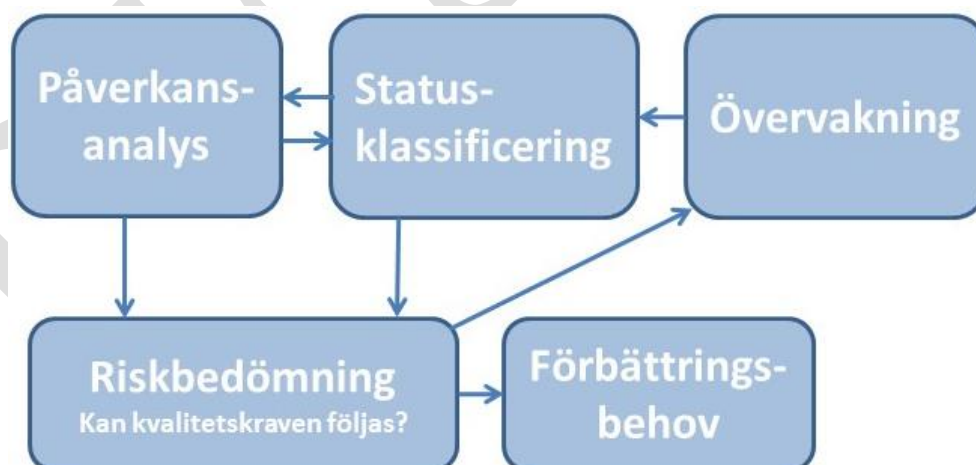 Påverkans-
analys
Status-
klassificering
Övervakning
Riskbedömning
Kan kvalitetskraven följas?
Förbättrings-
behov